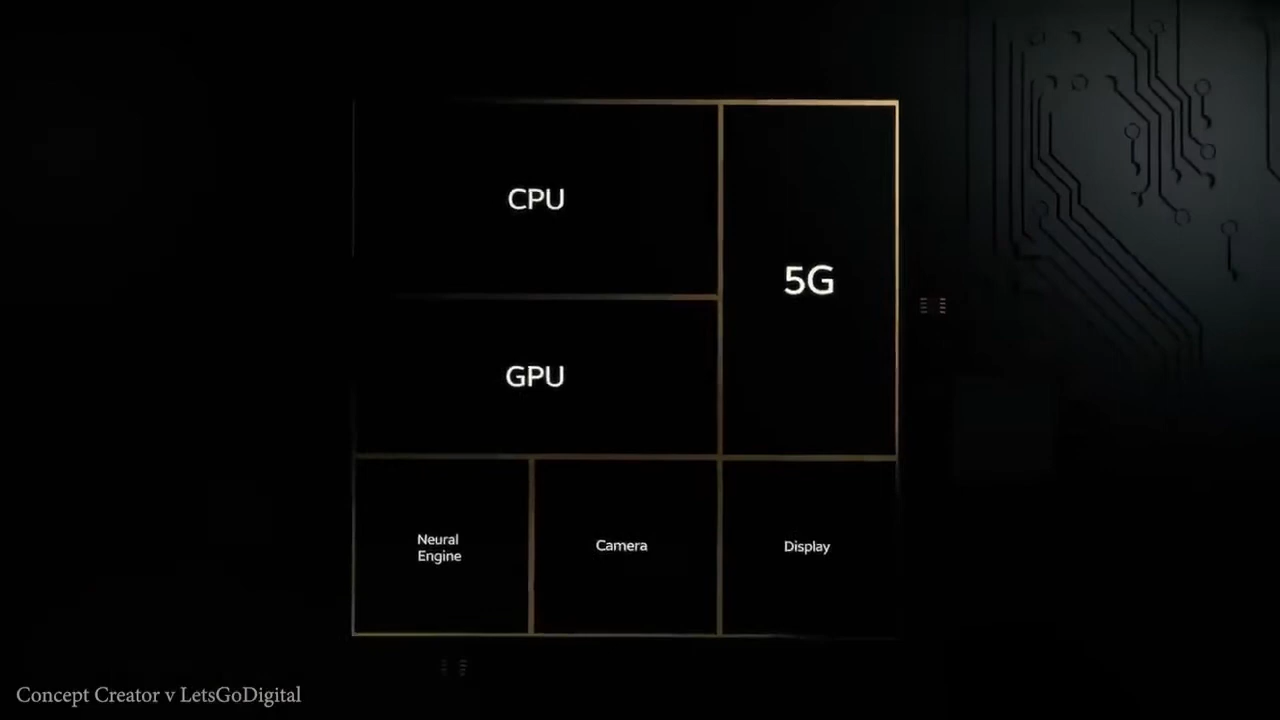 CPU
5G
GPU
Neural
Engine
Camera
Display
Concept Creator v LetsGoDigital